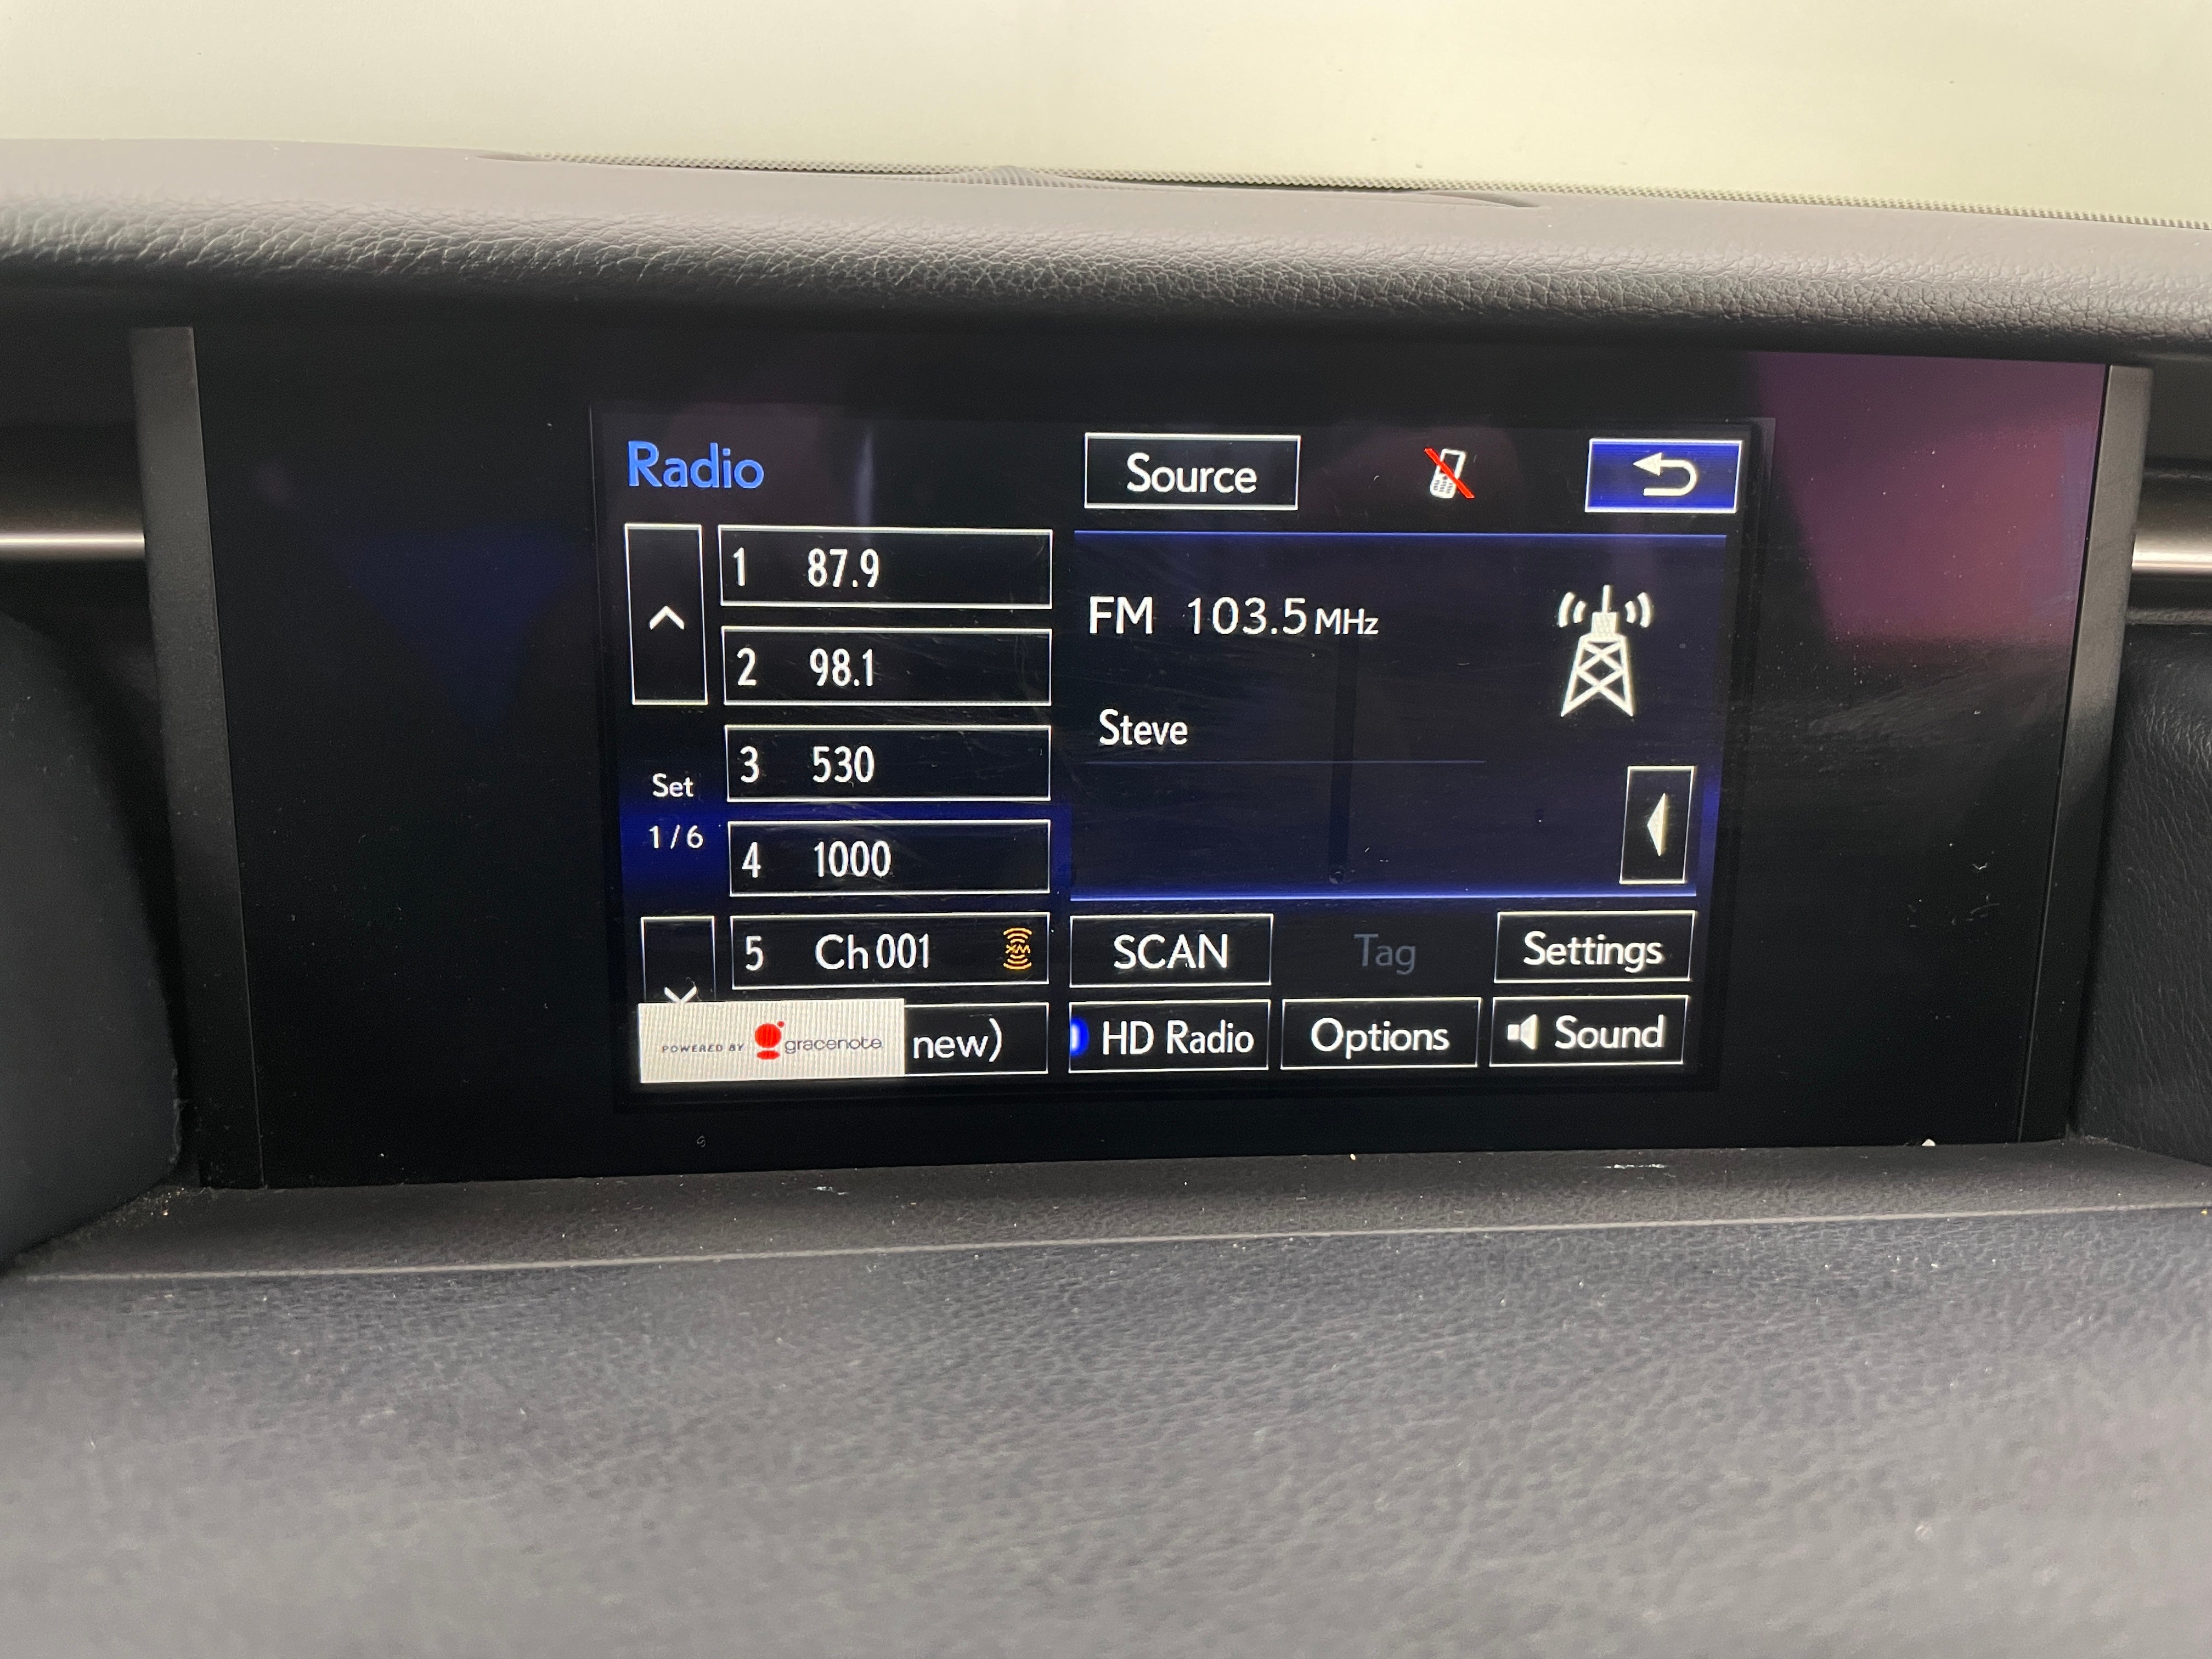 Radio
Source
1 87.9
2 98.1
3 530
4 1000
5 Ch 001
XM
Set
1/6
FM 103.5 MHz
Steve
SCAN
Tag
Settings
POWERED BY gracenote.
new)
HD Radio
Options
Sound